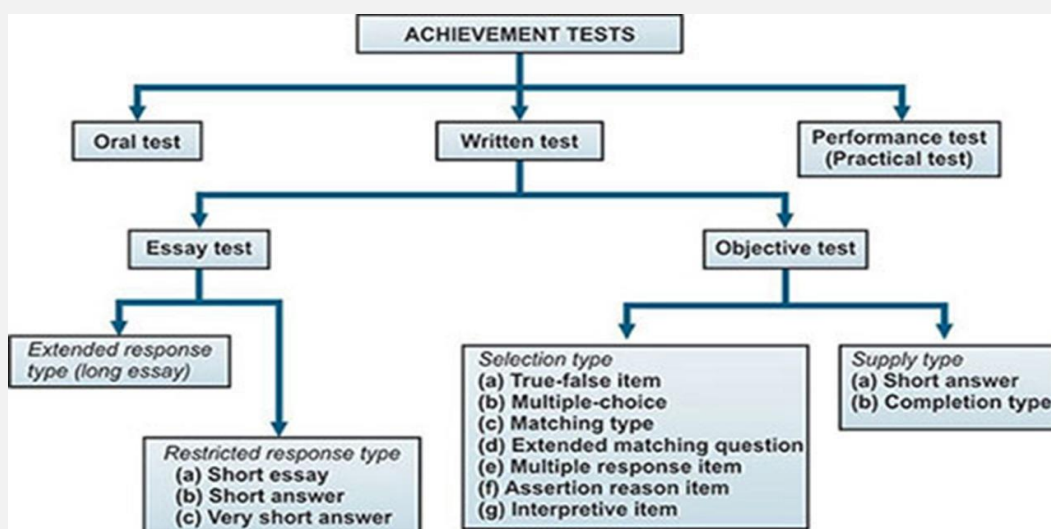 ACHIEVEMENT TESTS
Oral test
Written test
Performance test
(Practical test)
Essay test
Objective test
Extended response
type (long essay)
Restricted response type
(a) Short essay
(b) Short answer
(c) Very short answer
Selection type
(a) True-false item
(b) Multiple-choice
(c) Matching type
(d) Extended matching question
(e) Multiple response item
(f) Assertion reason item
(g) Interpretive item
Supply type
(a) Short answer
(b) Completion type